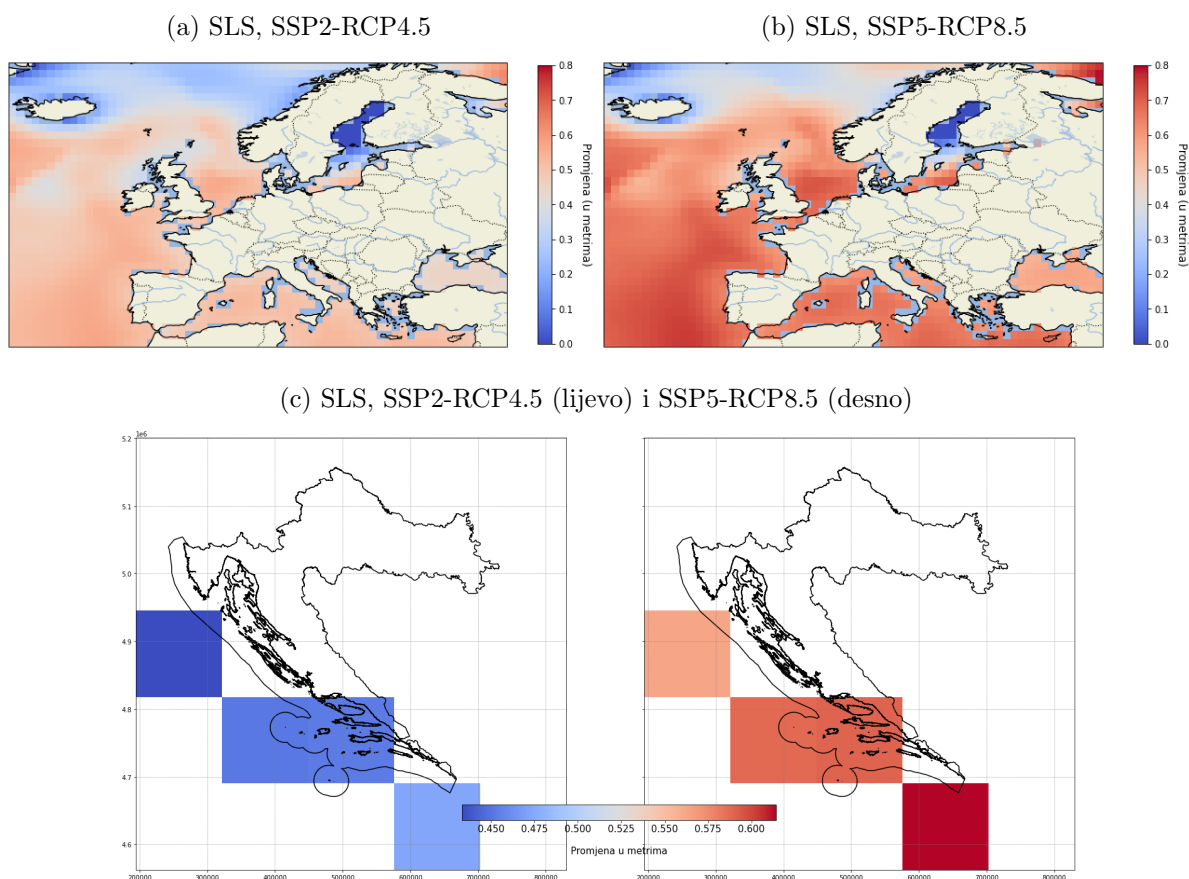 (a) SLS, SSP2-RCP4.5
(b) SLS, SSP5-RCP8.5
0.8
0.7
0.6
0.5
0.4
0.3
0.2
0.1
0.0
Promjena (u metrima)
0.8
0.7
0.6
0.5
0.4
0.3
0.2
0.1
0.0
Promjena (u metrima)
(c) SLS, SSP2-RCP4.5 (lijevo) i SSP5-RCP8.5 (desno)
1e6
5.2
5.1
5.0
4.9
4.8
4.7
4.6
0.450 0.475 0.500 0.525 0.550 0.575 0.600
Promjena u metrima
200000 300000 400000 500000 600000 700000 800000
200000 300000 400000 500000 600000 700000 800000